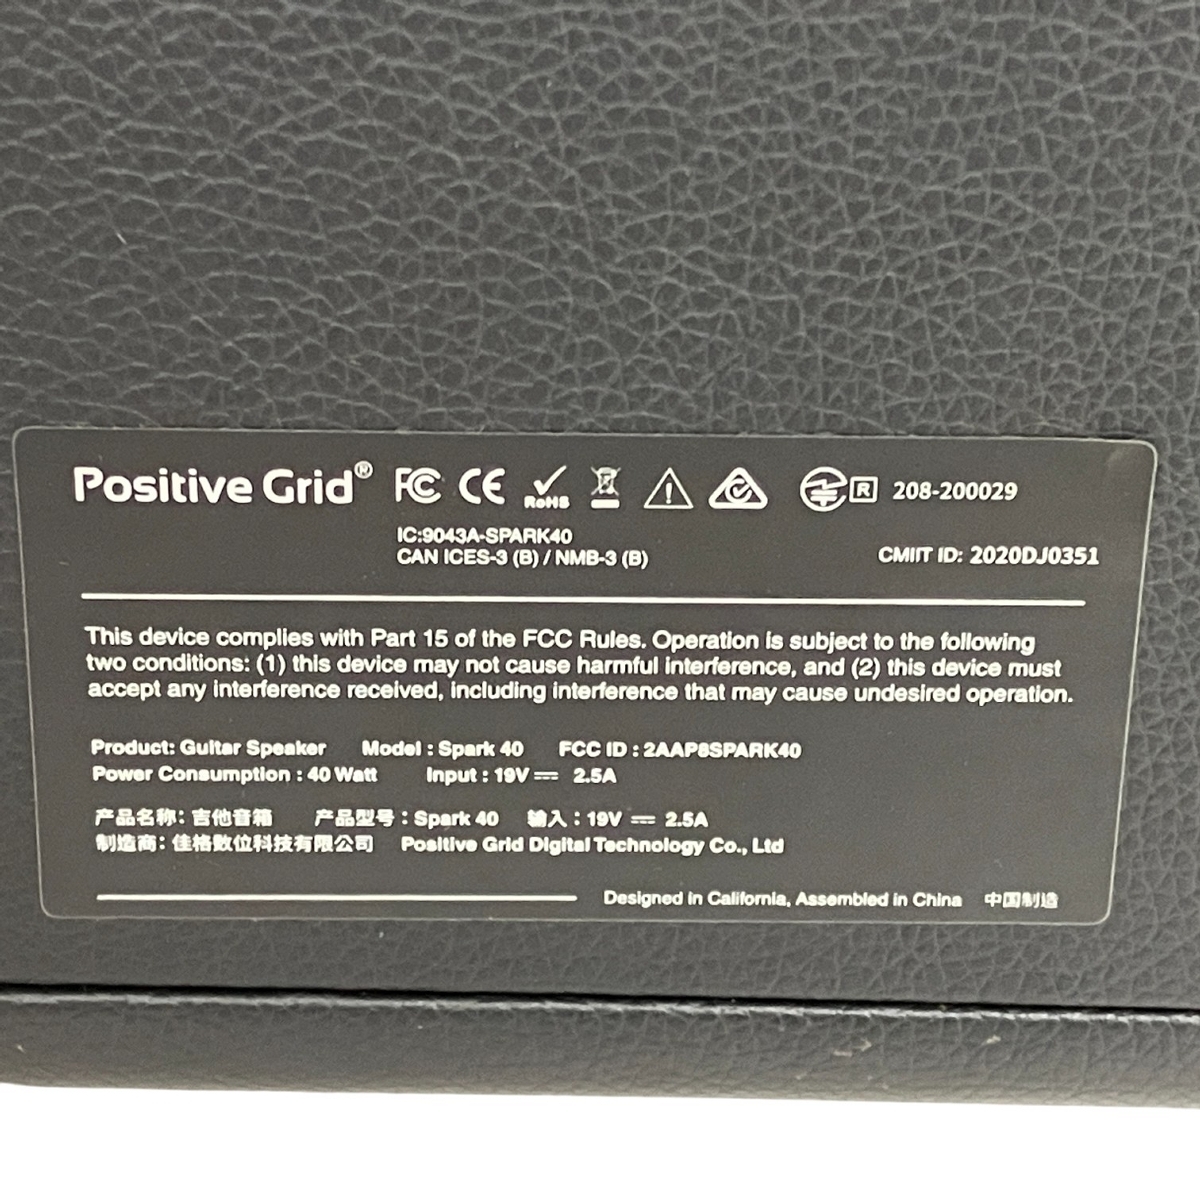 Positive Grid® FC CE RoHS R 208-200029
IC:9043A-SPARK40
CAN ICES-3 (B) / NMB-3 (B) CMIIT ID: 2020DJ0351
This device complies with Part 15 of the FCC Rules. Operation is subject to the following
two conditions: (1) this device may not cause harmful interference, and (2) this device must
accept any interference received, including interference that may cause undesired operation.
Product: Guitar Speaker Model : Spark 40 FCC ID : 2AAP8SPARK40
Power Consumption : 40 Watt Input : 19V⎓ 2.5A
产品名称: 吉他音箱 产品型号 : Spark 40 输入 : 19V ⎓ 2.5A
制造商: 佳格數位科技有限公司 Positive Grid Digital Technology Co., Ltd
Designed in California, Assembled in China 中国制造